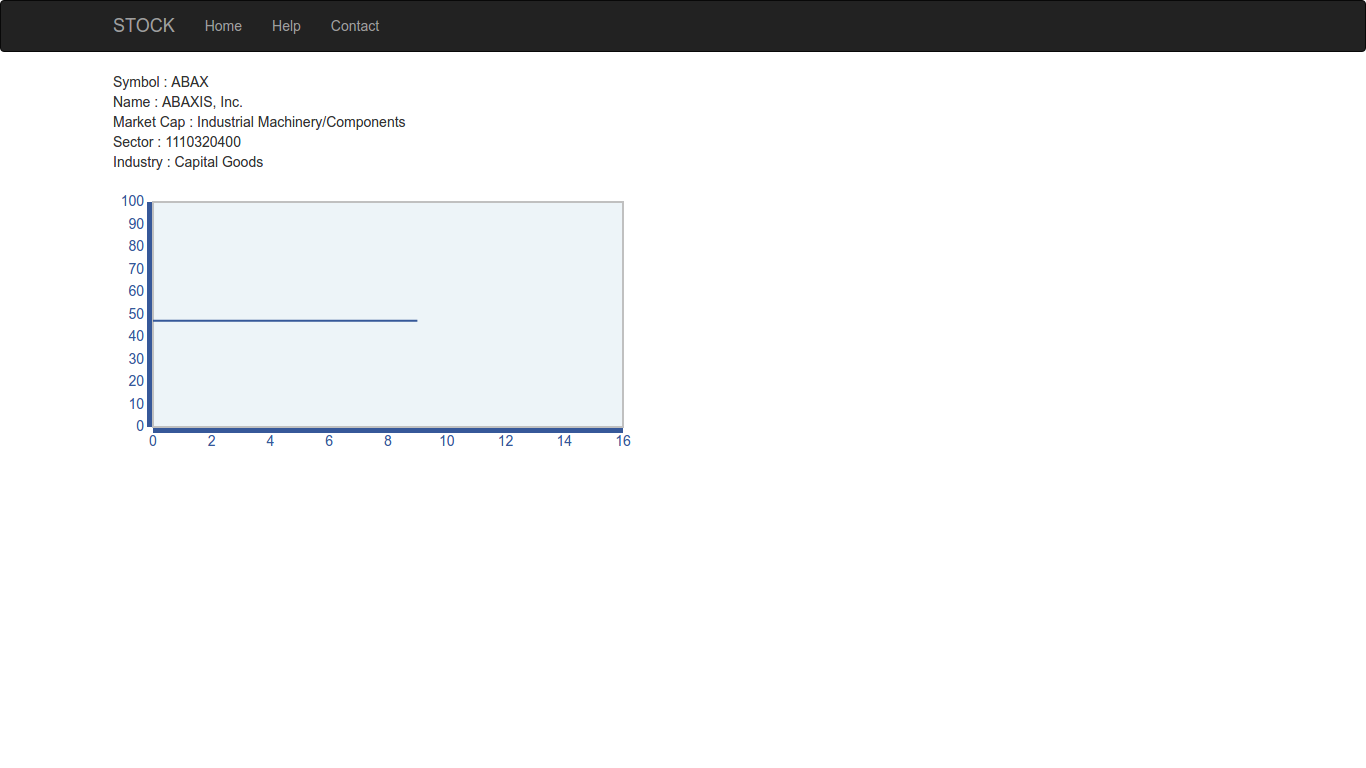 STOCK Home Help Contact
Symbol : ABAX
Name : ABAXIS, Inc.
Market Cap : Industrial Machinery/Components
Sector : 1110320400
Industry : Capital Goods
100
90
80
70
60
50
40
30
20
10
0
0 2 4 6 8 10 12 14 16